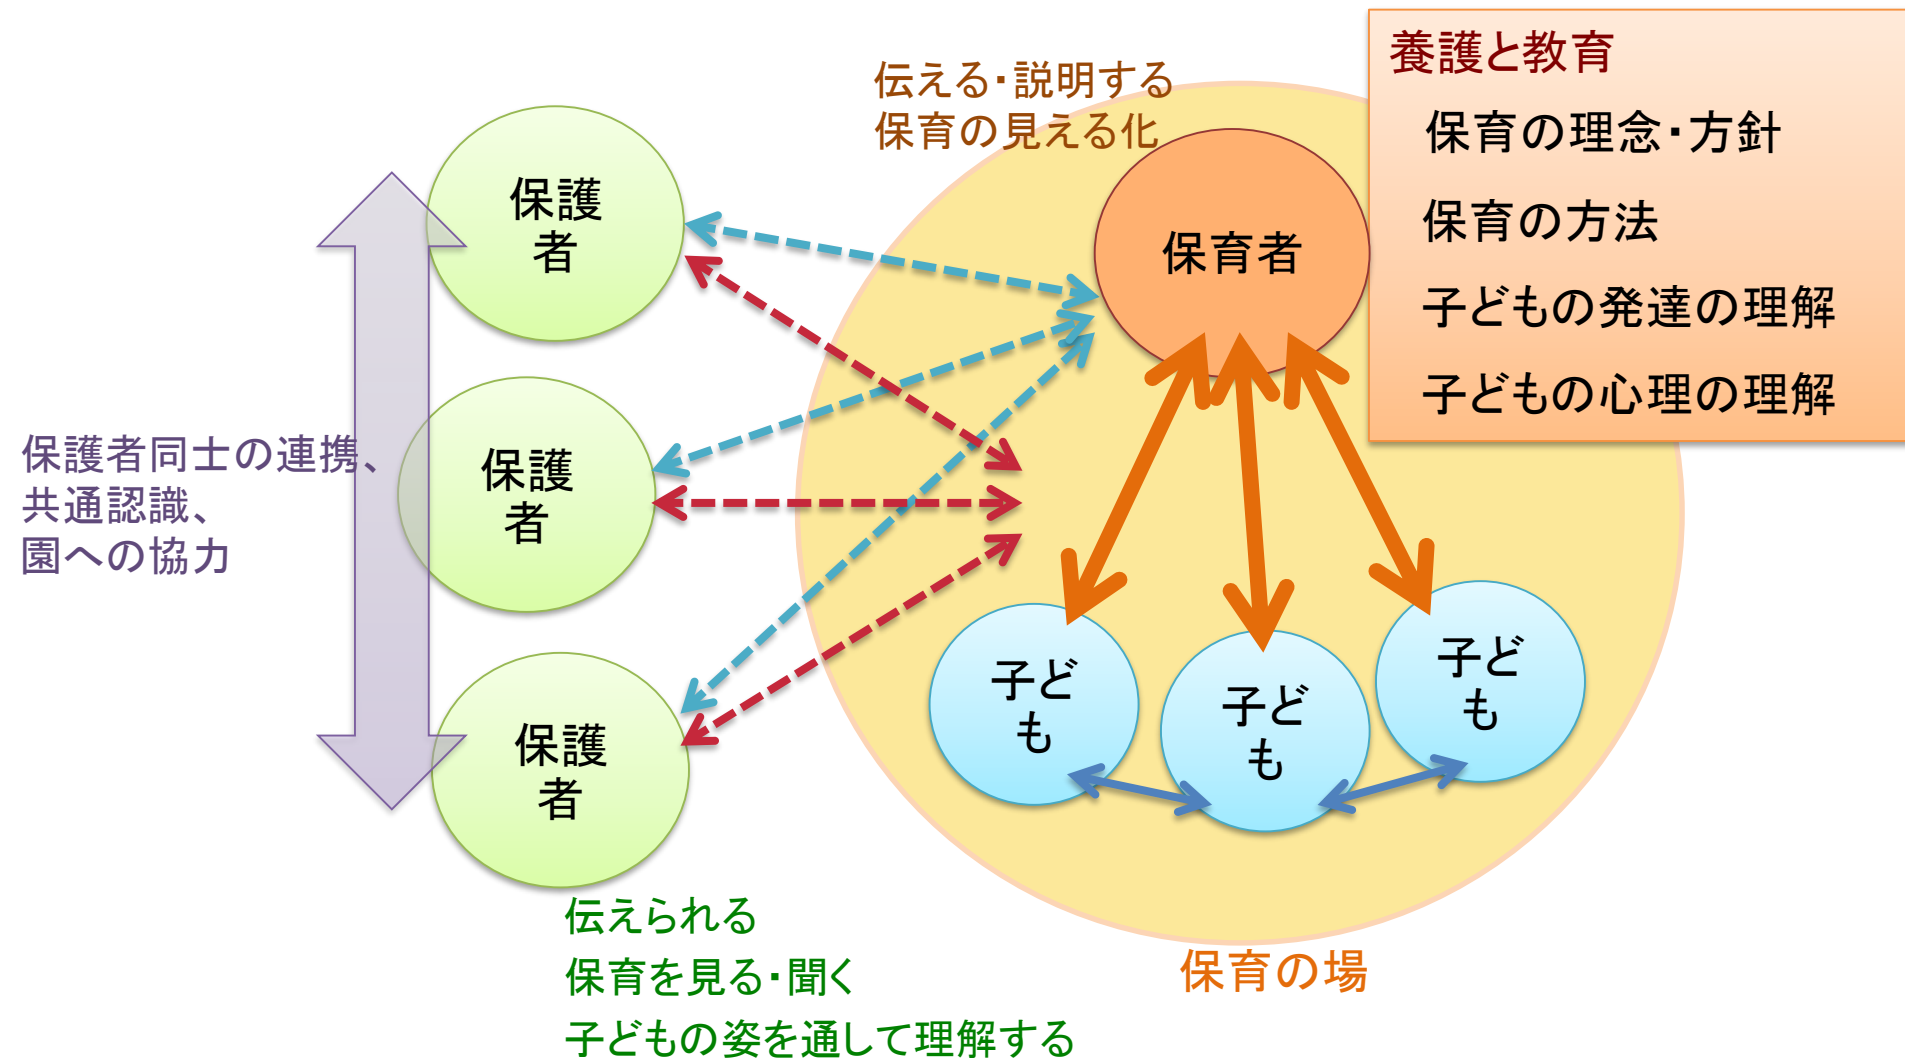 養護と教育
保育の理念・方針
保育の方法
子どもの発達の理解
子どもの心理の理解
伝える・説明する
保育の見える化
保育者
保護
者
保護
者
保護
者
保護者同士の連携、
共通認識、
園への協力
子ど
も
子ど
も
子ど
も
保育の場
伝えられる
保育を見る・聞く
子どもの姿を通して理解する